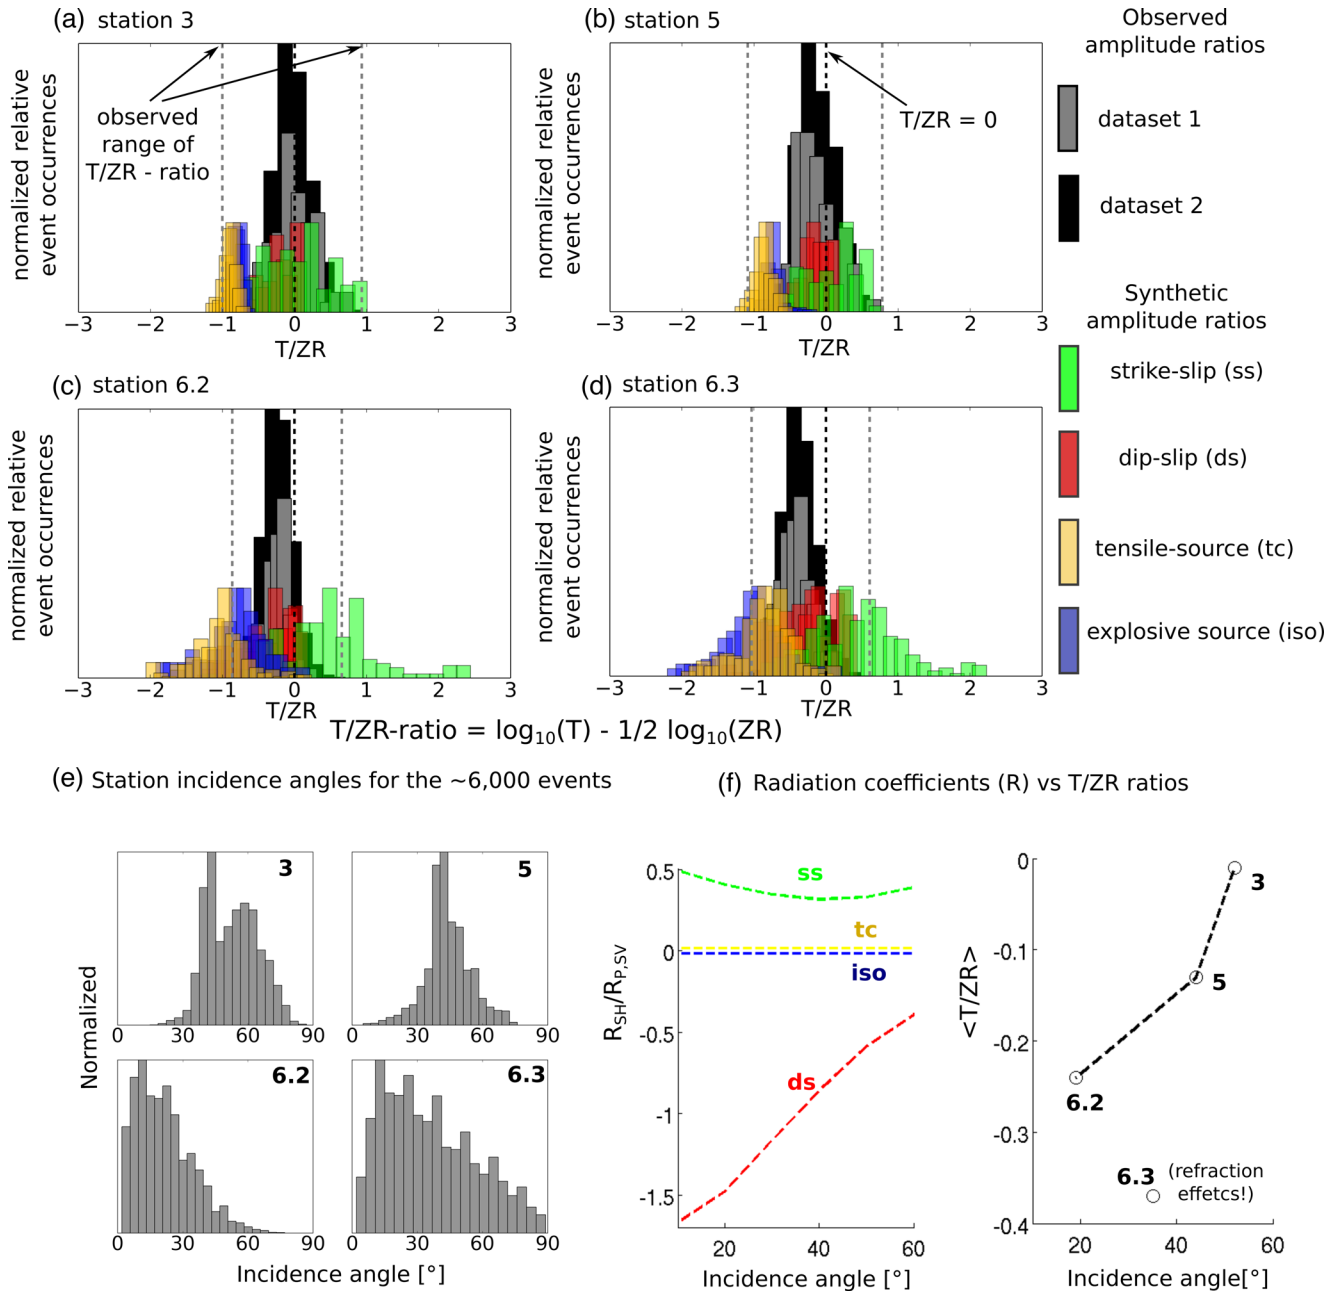 (a) station 3
(b) station 5
Observed
amplitude ratios
dataset 1
dataset 2
Synthetic
amplitude ratios
strike-slip (ss)
dip-slip (ds)
tensile-source (tc)
explosive source (iso)
normalized relative
event occurrences
observed
range of
T/ZR - ratio
−3 −2 −1 0 1 2 3
T/ZR
normalized relative
event occurrences
T/ZR = 0
−3 −2 −1 0 1 2 3
T/ZR
(c) station 6.2
(d) station 6.3
normalized relative
event occurrences
−3 −2 −1 0 1 2 3
T/ZR
normalized relative
event occurrences
−3 −2 −1 0 1 2 3
T/ZR
T/ZR-ratio = log₁₀(T) - 1/2 log₁₀(ZR)
(e) Station incidence angles for the ~6,000 events
(f) Radiation coefficients (R) vs T/ZR ratios
Normalized
3
0 30 60 90
5
0 30 60 90
6.2
0 30 60 90
6.3
0 30 60 90
Incidence angle [°]
R_SH/R_P,SV
0.5
0
-0.5
-1
-1.5
ss
tc
iso
ds
20 40 60
Incidence angle [°]
<T/ZR>
0
-0.1
-0.2
-0.3
-0.4
3
5
6.2
6.3 (refraction
effetcs!)
20 40 60
Incidence angle[°]